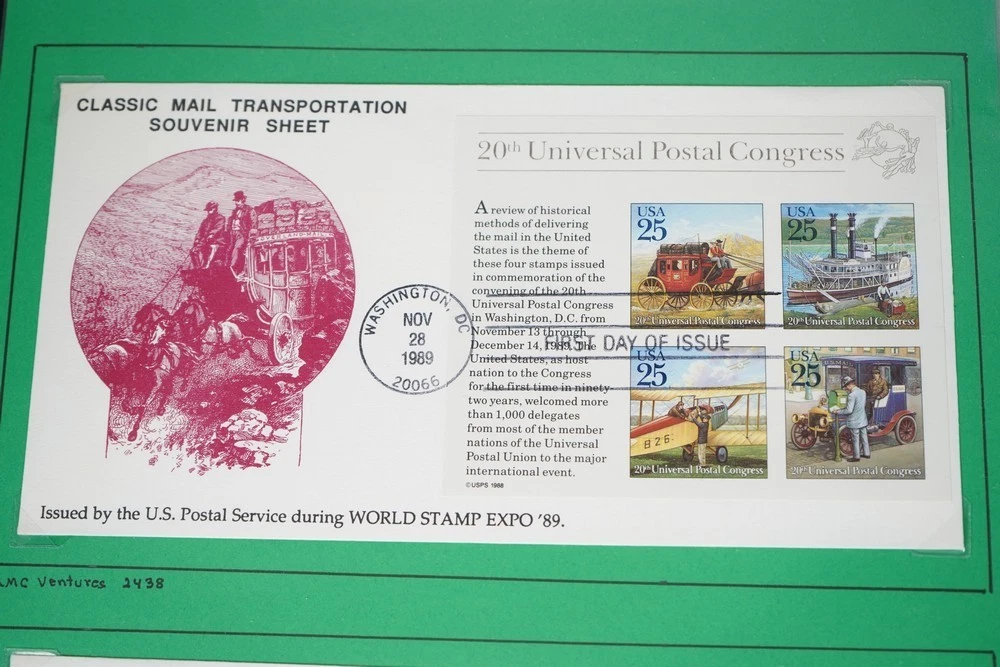 CLASSIC MAIL TRANSPORTATION
SOUVENIR SHEET
OVERLAND MAIL
WASHINGTON, DC
NOV
28
1989
20066
20th Universal Postal Congress
A review of historical
methods of delivering
the mail in the United
States is the theme of
these four stamps issued
in commemoration of the
convening of the 20th
Universal Postal Congress
in Washington, D.C. from
November 13 through
December 14, 1989. The
United States, as host
nation to the Congress
for the first time in ninety-
two years, welcomed more
than 1,000 delegates
from most of the member
nations of the Universal
Postal Union to the major
international event.
©USPS 1988
FIRST DAY OF ISSUE
USA
25
20th Universal Postal Congress
USA
25
20th Universal Postal Congress
USA
25
B26
20th Universal Postal Congress
USA
25
20th Universal Postal Congress
Issued by the U.S. Postal Service during WORLD STAMP EXPO '89.
Ventures 2438